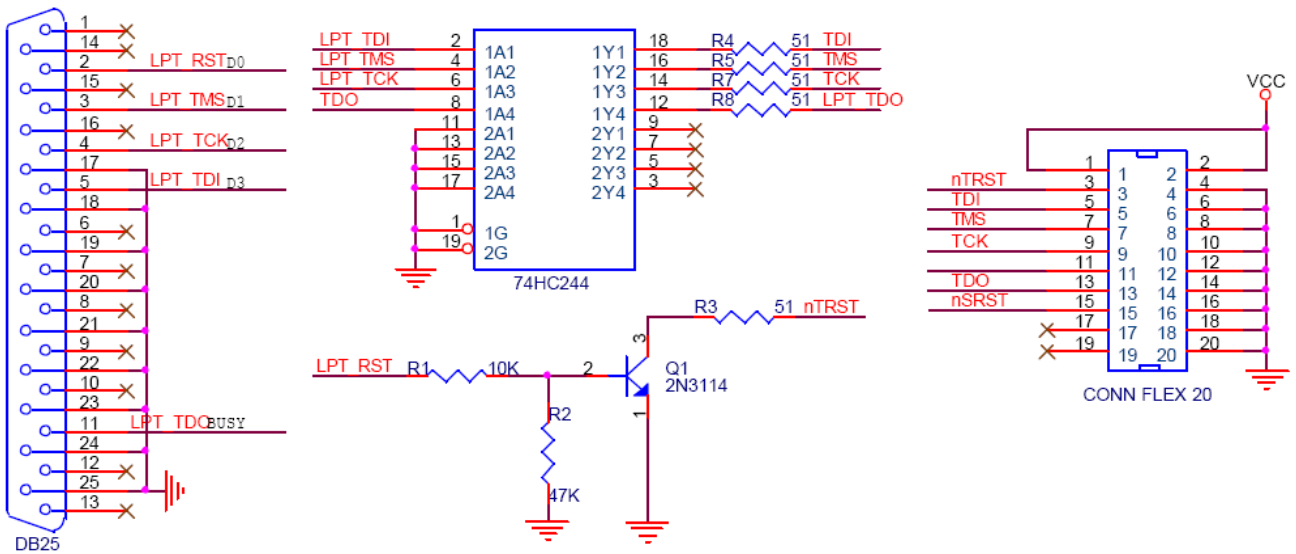 1
14
2 LPT_RST D0
15
3 LPT_TMS D1
16
4 LPT_TCK D2
17
5 LPT_TDI D3
18
6
19
7
20
8
21
9
22
10
23
11 LPT_TDO BUSY
24
12
25
13
DB25
LPT_TDI 2 1A1 1Y1 18 R4 51 TDI
LPT_TMS 4 1A2 1Y2 16 R5 51 TMS
LPT_TCK 6 1A3 1Y3 14 R7 51 TCK
TDO 8 1A4 1Y4 12 R8 51 LPT_TDO
11 2A1 2Y1 9
13 2A2 2Y2 7
15 2A3 2Y3 5
17 2A4 2Y4 3
1 1G
19 2G
74HC244
R3 51 nTRST
3
LPT_RST R1 10K 2 Q1
2N3114
1
R2
47K
VCC
1 1 2 2
nTRST 3 3 4 4
TDI 5 5 6 6
TMS 7 7 8 8
TCK 9 9 10 10
11 11 12 12
TDO 13 13 14 14
nSRST 15 15 16 16
17 17 18 18
19 19 20 20
CONN FLEX 20